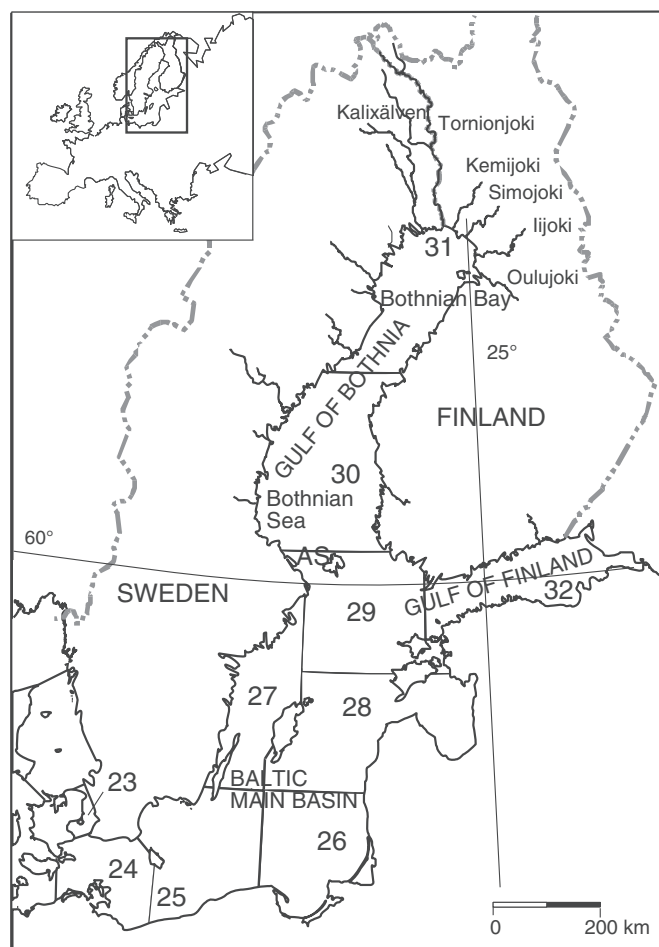 Kalixälven
Tornionjoki
Kemijoki
Simojoki
Iijoki
31
Oulujoki
Bothnian Bay
25°
GULF OF BOTHNIA
FINLAND
30
Bothnian
Sea
60°
AS
GULF OF FINLAND
32
SWEDEN
29
27
28
23
BALTIC
MAIN BASIN
26
24
25
0
200 km